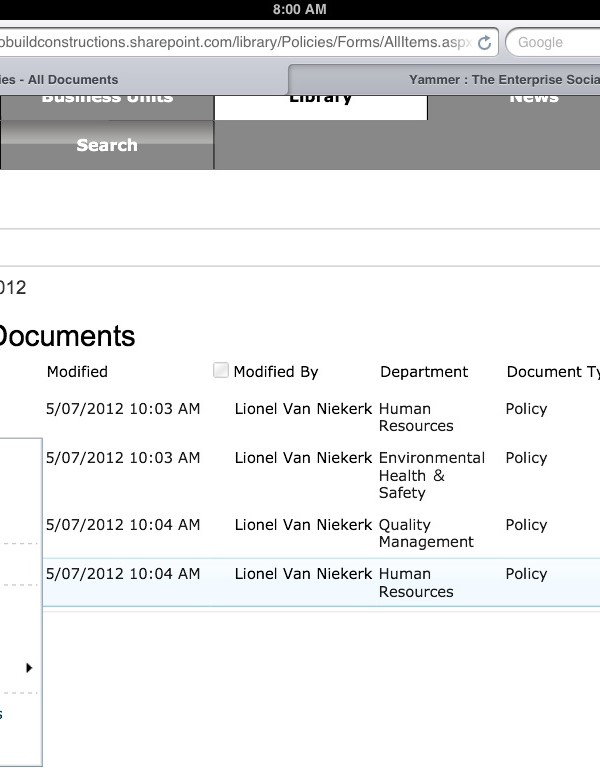 8:00 AM
obuildconstructions.sharepoint.com/library/Policies/Forms/AllItems.aspx
Google
ies - All Documents
Yammer : The Enterprise Socia
Business Units
Library
News
Search
012
Documents
Modified
Modified By
Department
Document Ty
5/07/2012 10:03 AM
Lionel Van Niekerk
Human
Resources
Policy
5/07/2012 10:03 AM
Lionel Van Niekerk
Environmental
Health &
Safety
Policy
5/07/2012 10:04 AM
Lionel Van Niekerk
Quality
Management
Policy
5/07/2012 10:04 AM
Lionel Van Niekerk
Human
Resources
Policy
s